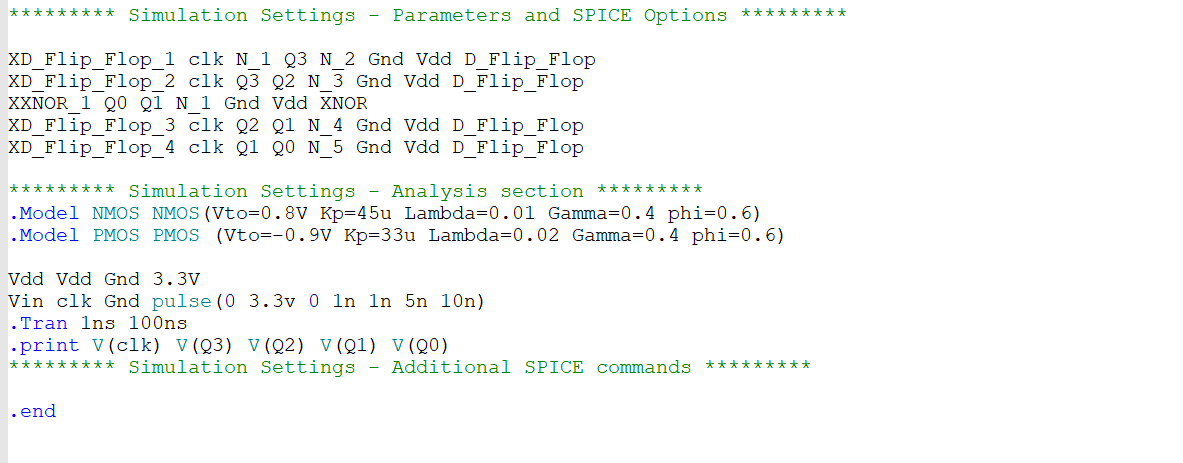 ********* Simulation Settings - Parameters and SPICE Options *********
XD_Flip_Flop_1 clk N_1 Q3 N_2 Gnd Vdd D_Flip_Flop
XD_Flip_Flop_2 clk Q3 Q2 N_3 Gnd Vdd D_Flip_Flop
XXNOR_1 Q0 Q1 N_1 Gnd Vdd XNOR
XD_Flip_Flop_3 clk Q2 Q1 N_4 Gnd Vdd D_Flip_Flop
XD_Flip_Flop_4 clk Q1 Q0 N_5 Gnd Vdd D_Flip_Flop
********* Simulation Settings - Analysis section *********
.Model NMOS NMOS(Vto=0.8V Kp=45u Lambda=0.01 Gamma=0.4 phi=0.6)
.Model PMOS PMOS (Vto=-0.9V Kp=33u Lambda=0.02 Gamma=0.4 phi=0.6)
Vdd Vdd Gnd 3.3V
Vin clk Gnd pulse(0 3.3v 0 1n 1n 5n 10n)
.Tran 1ns 100ns
.print V(clk) V(Q3) V(Q2) V(Q1) V(Q0)
********* Simulation Settings - Additional SPICE commands *********
.end